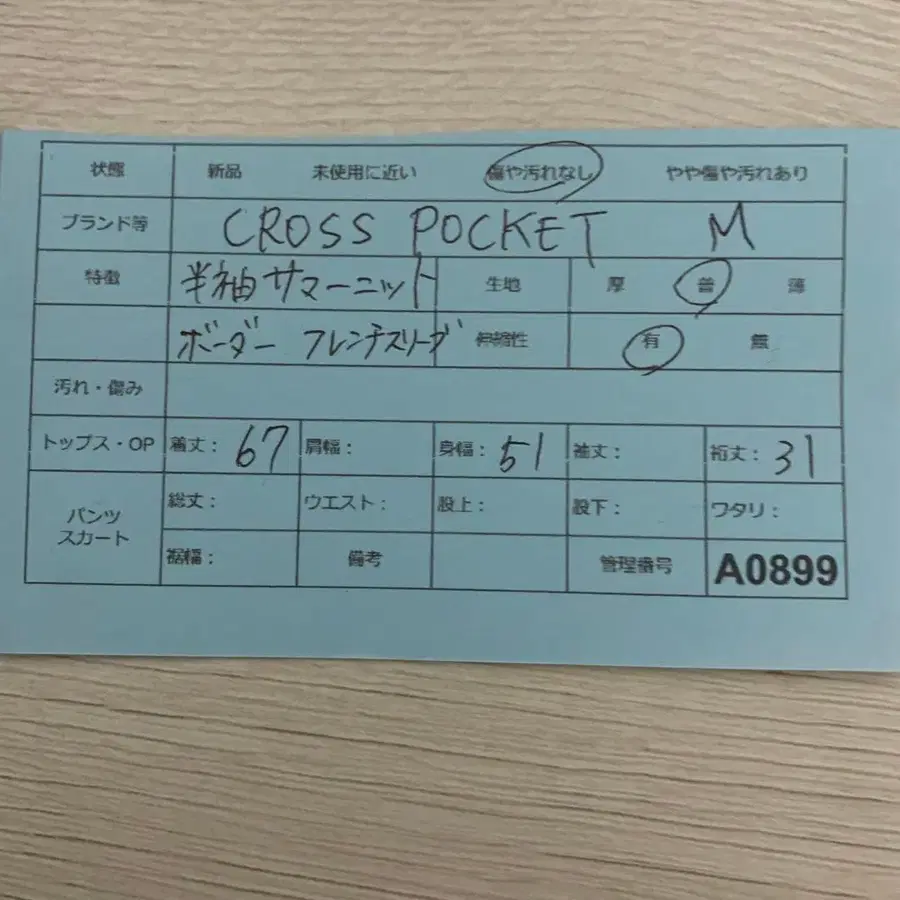 状態 新品 未使用に近い 傷や汚れなし やや傷や汚れあり
ブランド等 CROSS POCKET M
特徴 半袖サマーニット 生地 厚 普 薄
ボーダー フレンチスリーブ 伸縮性 有 無
汚れ・傷み
トップス・OP 着丈: 67 肩幅: 身幅: 51 袖丈: 裄丈: 31
パンツ スカート 総丈: ウエスト: 股上: 股下: ワタリ:
裾幅: 備考 管理番号 A0899